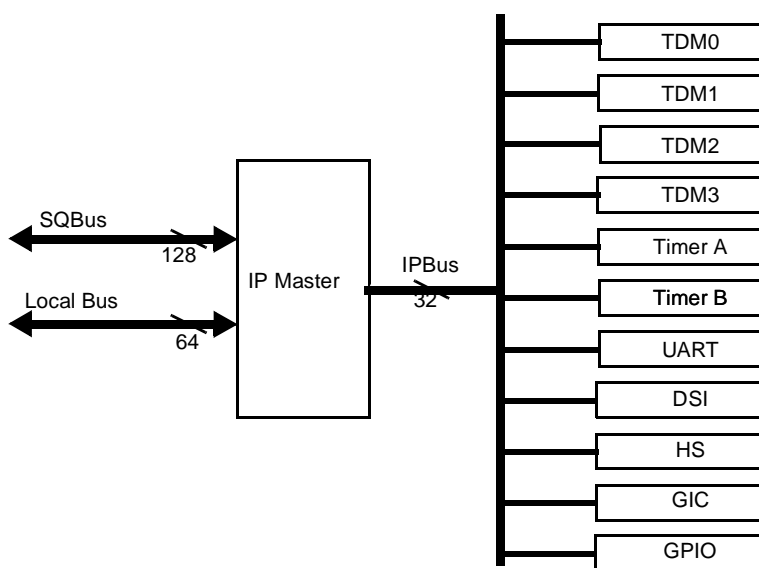 SQBus
128
Local Bus
64
IP Master
IPBus
32
TDM0
TDM1
TDM2
TDM3
Timer A
Timer B
UART
DSI
HS
GIC
GPIO